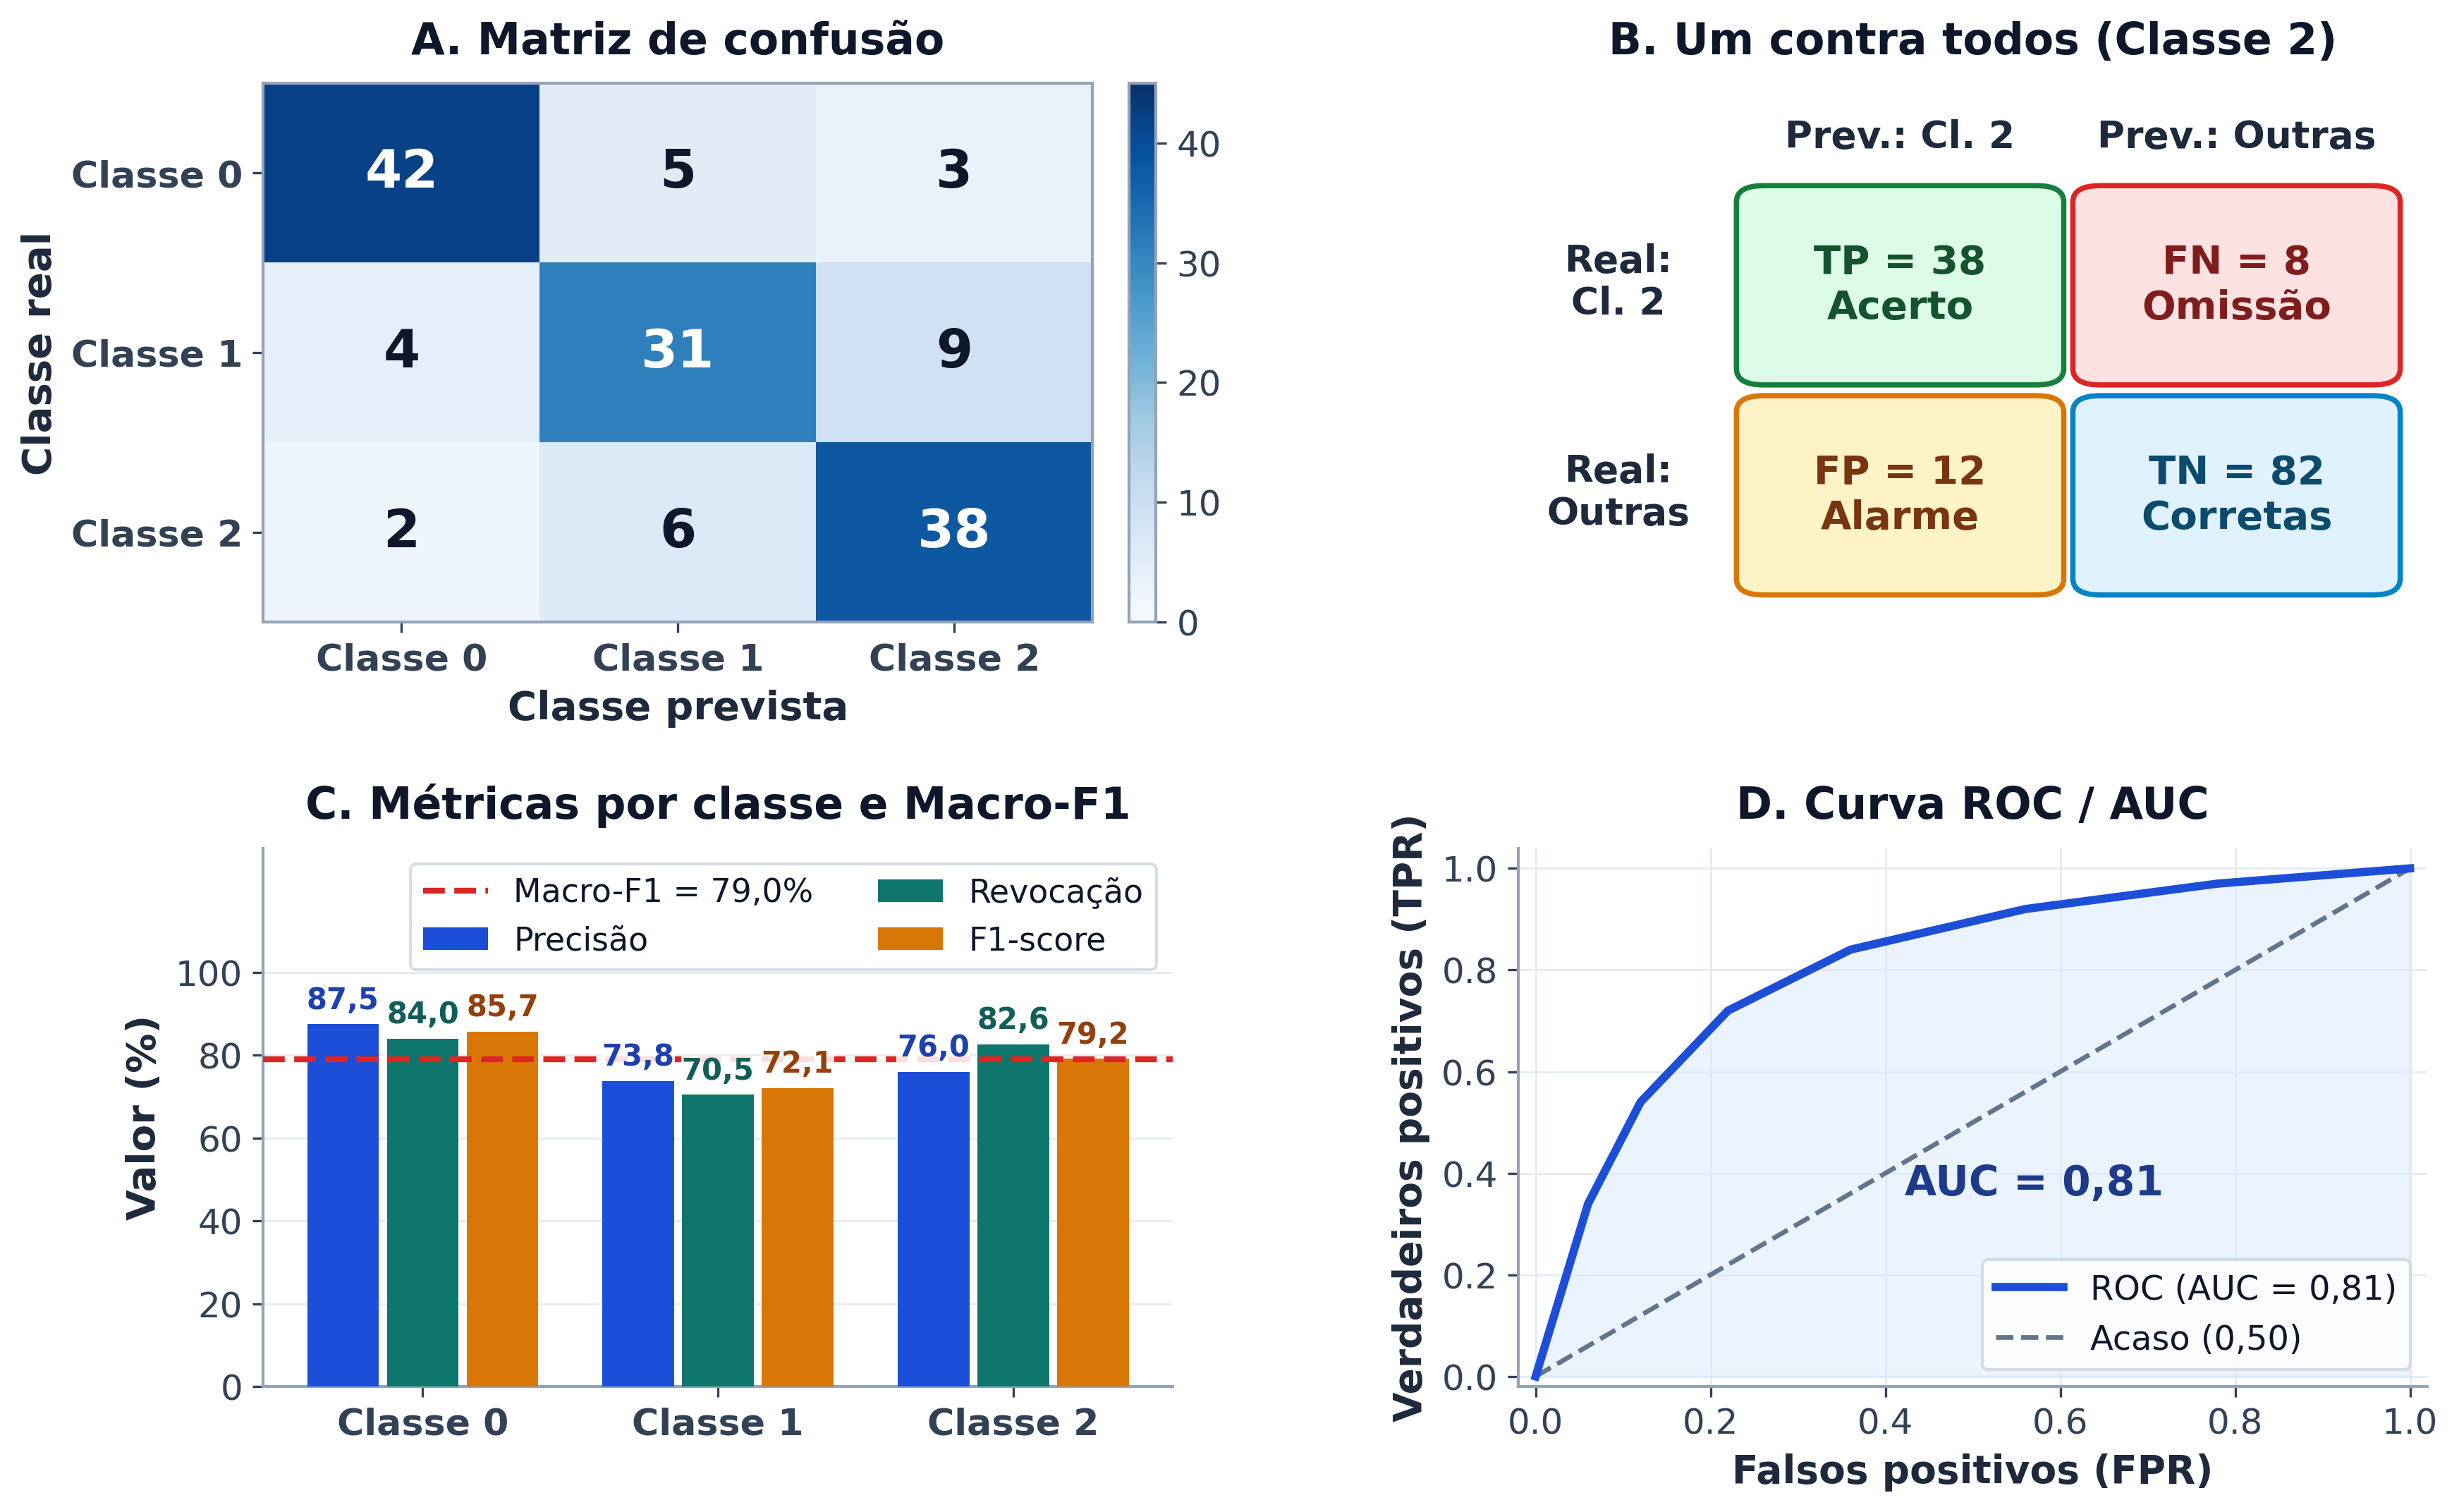 A. Matriz de confusão
Classe real
Classe 0
Classe 1
Classe 2
42 5 3
4 31 9
2 6 38
Classe 0 Classe 1 Classe 2
Classe prevista
40
30
20
10
0
B. Um contra todos (Classe 2)
Prev.: Cl. 2 Prev.: Outras
Real:
Cl. 2
TP = 38
Acerto
FN = 8
Omissão
Real:
Outras
FP = 12
Alarme
TN = 82
Corretas
C. Métricas por classe e Macro-F1
Macro-F1 = 79,0%
Precisão
Revocação
F1-score
Valor (%)
100
80
60
40
20
0
87,5 84,0 85,7
73,8 70,5 72,1
76,0 82,6 79,2
Classe 0 Classe 1 Classe 2
D. Curva ROC / AUC
Verdadeiros positivos (TPR)
1.0
0.8
0.6
0.4
0.2
0.0
AUC = 0,81
ROC (AUC = 0,81)
Acaso (0,50)
0.0 0.2 0.4 0.6 0.8 1.0
Falsos positivos (FPR)